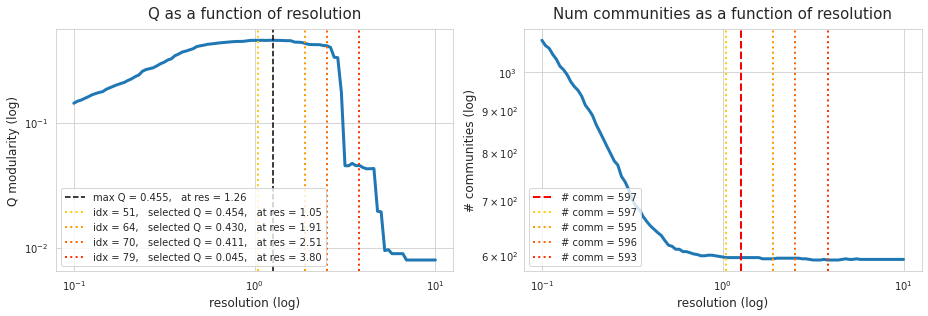 Q as a function of resolution
Q modularity (log)
10⁻¹
10⁻²
max Q = 0.455,   at res = 1.26
idx = 51,   selected Q = 0.454,   at res = 1.05
idx = 64,   selected Q = 0.430,   at res = 1.91
idx = 70,   selected Q = 0.411,   at res = 2.51
idx = 79,   selected Q = 0.045,   at res = 3.80
10⁻¹
10⁰
10¹
resolution (log)
Num communities as a function of resolution
# communities (log)
10³
9 × 10²
8 × 10²
7 × 10²
6 × 10²
# comm = 597
# comm = 597
# comm = 595
# comm = 596
# comm = 593
10⁻¹
10⁰
10¹
resolution (log)